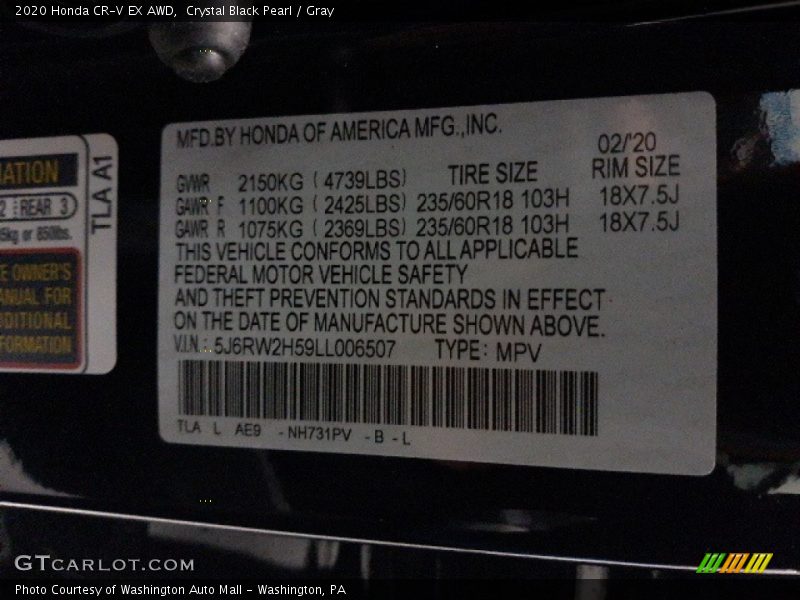 2020 Honda CR-V EX AWD,  Crystal Black Pearl / Gray
MATION
2 REAR 3
5kg or 850lbs.
E OWNER'S
ANUAL FOR
DDITIONAL
FORMATION
TLA A1
MFD.BY HONDA OF AMERICA MFG.,INC.
02/'20
GVWR 2150KG ( 4739LBS) TIRE SIZE RIM SIZE
GAWR F 1100KG ( 2425LBS) 235/60R18 103H 18X7.5J
GAWR R 1075KG ( 2369LBS) 235/60R18 103H 18X7.5J
THIS VEHICLE CONFORMS TO ALL APPLICABLE
FEDERAL MOTOR VEHICLE SAFETY
AND THEFT PREVENTION STANDARDS IN EFFECT
ON THE DATE OF MANUFACTURE SHOWN ABOVE.
V.I.N.: 5J6RW2H59LL006507 TYPE: MPV
TLA L AE9 -NH731PV -B -L
GTCARLOT.COM
Photo Courtesy of Washington Auto Mall - Washington, PA